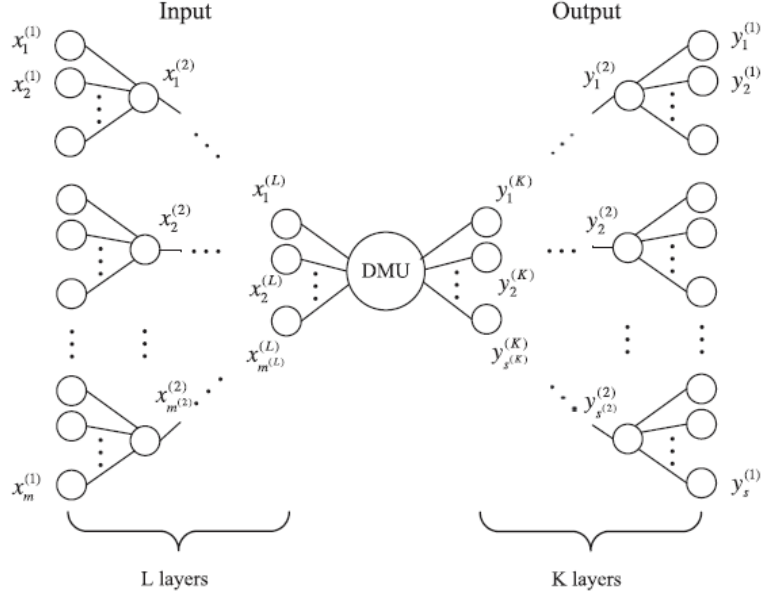 Input
Output
x_1^{(1)}
x_2^{(1)}
x_1^{(2)}
x_2^{(2)}
x_{m^{(2)}}^{(2)}
x_m^{(1)}
x_1^{(L)}
x_2^{(L)}
x_{m^{(L)}}^{(L)}
DMU
y_1^{(K)}
y_2^{(K)}
y_{s^{(K)}}^{(K)}
y_1^{(2)}
y_2^{(2)}
y_{s^{(2)}}^{(2)}
y_1^{(1)}
y_2^{(1)}
y_s^{(1)}
L layers
K layers